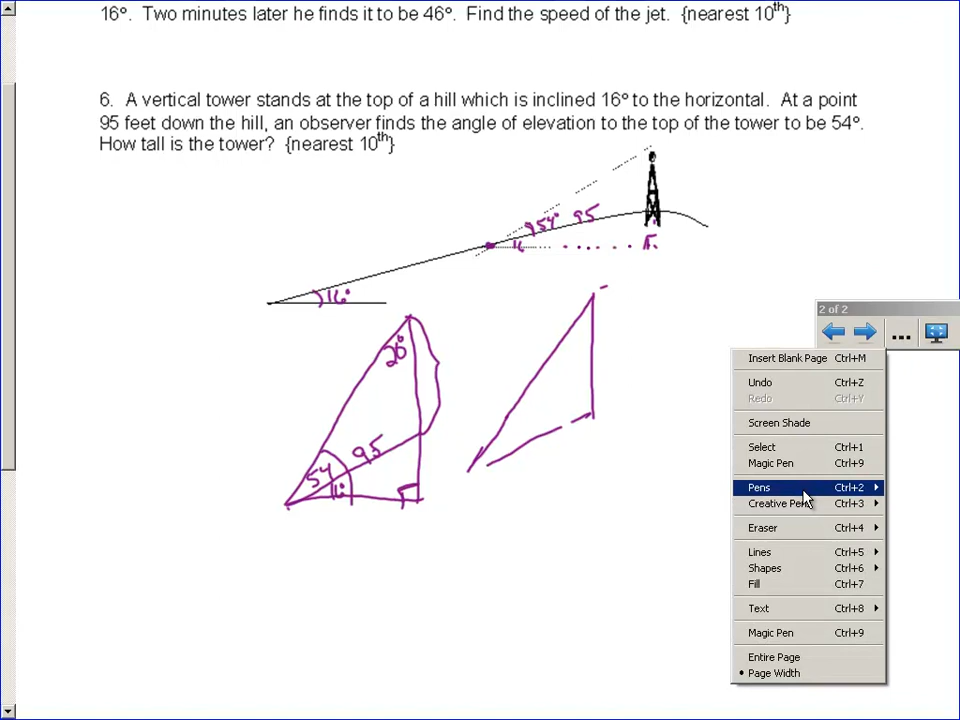 16°. Two minutes later he finds it to be 46°. Find the speed of the jet. {nearest 10th}
6. A vertical tower stands at the top of a hill which is inclined 16° to the horizontal. At a point
95 feet down the hill, an observer finds the angle of elevation to the top of the tower to be 54°.
How tall is the tower? {nearest 10th}
54° 95
16°
20°
95
54
16
2 of 2
...
Insert Blank Page Ctrl+M
Undo Ctrl+Z
Redo Ctrl+Y
Screen Shade
Select Ctrl+1
Magic Pen Ctrl+9
Pens Ctrl+2
Creative Pens Ctrl+3
Eraser Ctrl+4
Lines Ctrl+5
Shapes Ctrl+6
Fill Ctrl+7
Text Ctrl+8
Magic Pen Ctrl+9
Entire Page
Page Width